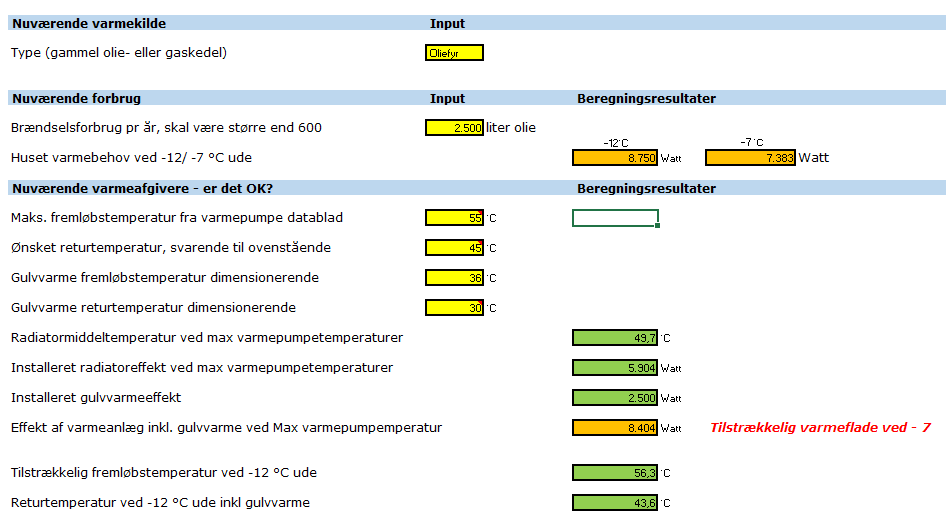 Nuværende varmekilde Input
Type (gammel olie- eller gaskedel) Oliefyr
Nuværende forbrug Input Beregningsresultater
Brændselsforbrug pr år, skal være større end 600 2.500 liter olie
-12°C -7°C
Huset varmebehov ved -12/ -7 °C ude 8.750 Watt 7.383 Watt
Nuværende varmeafgivere - er det OK? Beregningsresultater
Maks. fremløbstemperatur fra varmepumpe datablad 55 °C
Ønsket returtemperatur, svarende til ovenstående 45 °C
Gulvvarme fremløbstemperatur dimensionerende 36 °C
Gulvvarme returtemperatur dimensionerende 30 °C
Radiatormiddeltemperatur ved max varmepumpetemperaturer 49,7 °C
Installeret radiatoreffekt ved max varmepumpetemperaturer 5.904 Watt
Installeret gulvvarmeeffekt 2.500 Watt
Effekt af varmeanlæg inkl. gulvvarme ved Max varmepumpemperatur 8.404 Watt Tilstrækkelig varmeflade ved - 7
Tilstrækkelig fremløbstemperatur ved -12 °C ude 56,3 °C
Returtemperatur ved -12 °C ude inkl gulvvarme 43,6 °C